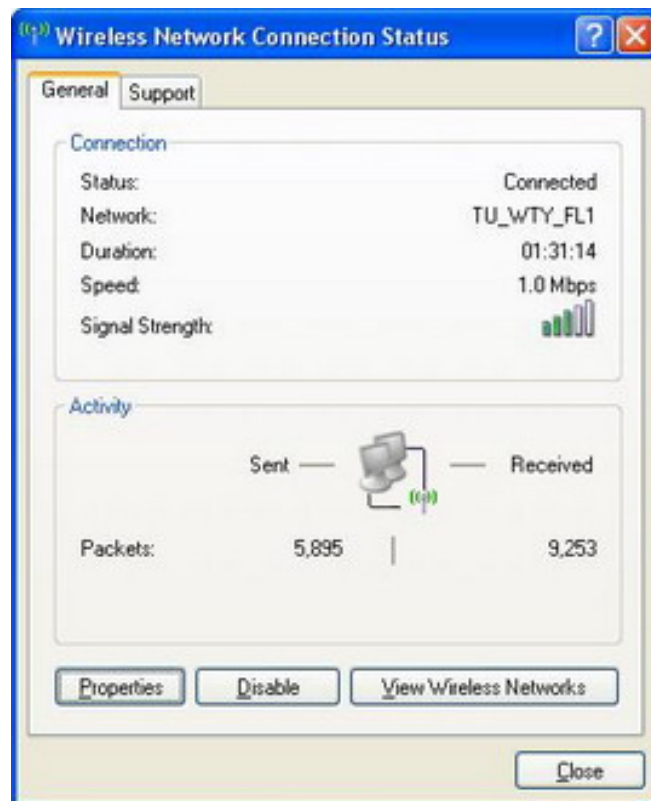 Wireless Network Connection Status
General Support
Connection
Status: Connected
Network: TU_WTY_FL1
Duration: 01:31:14
Speed: 1.0 Mbps
Signal Strength:
Activity
Sent Received
Packets: 5,895 9,253
Properties Disable View Wireless Networks
Close